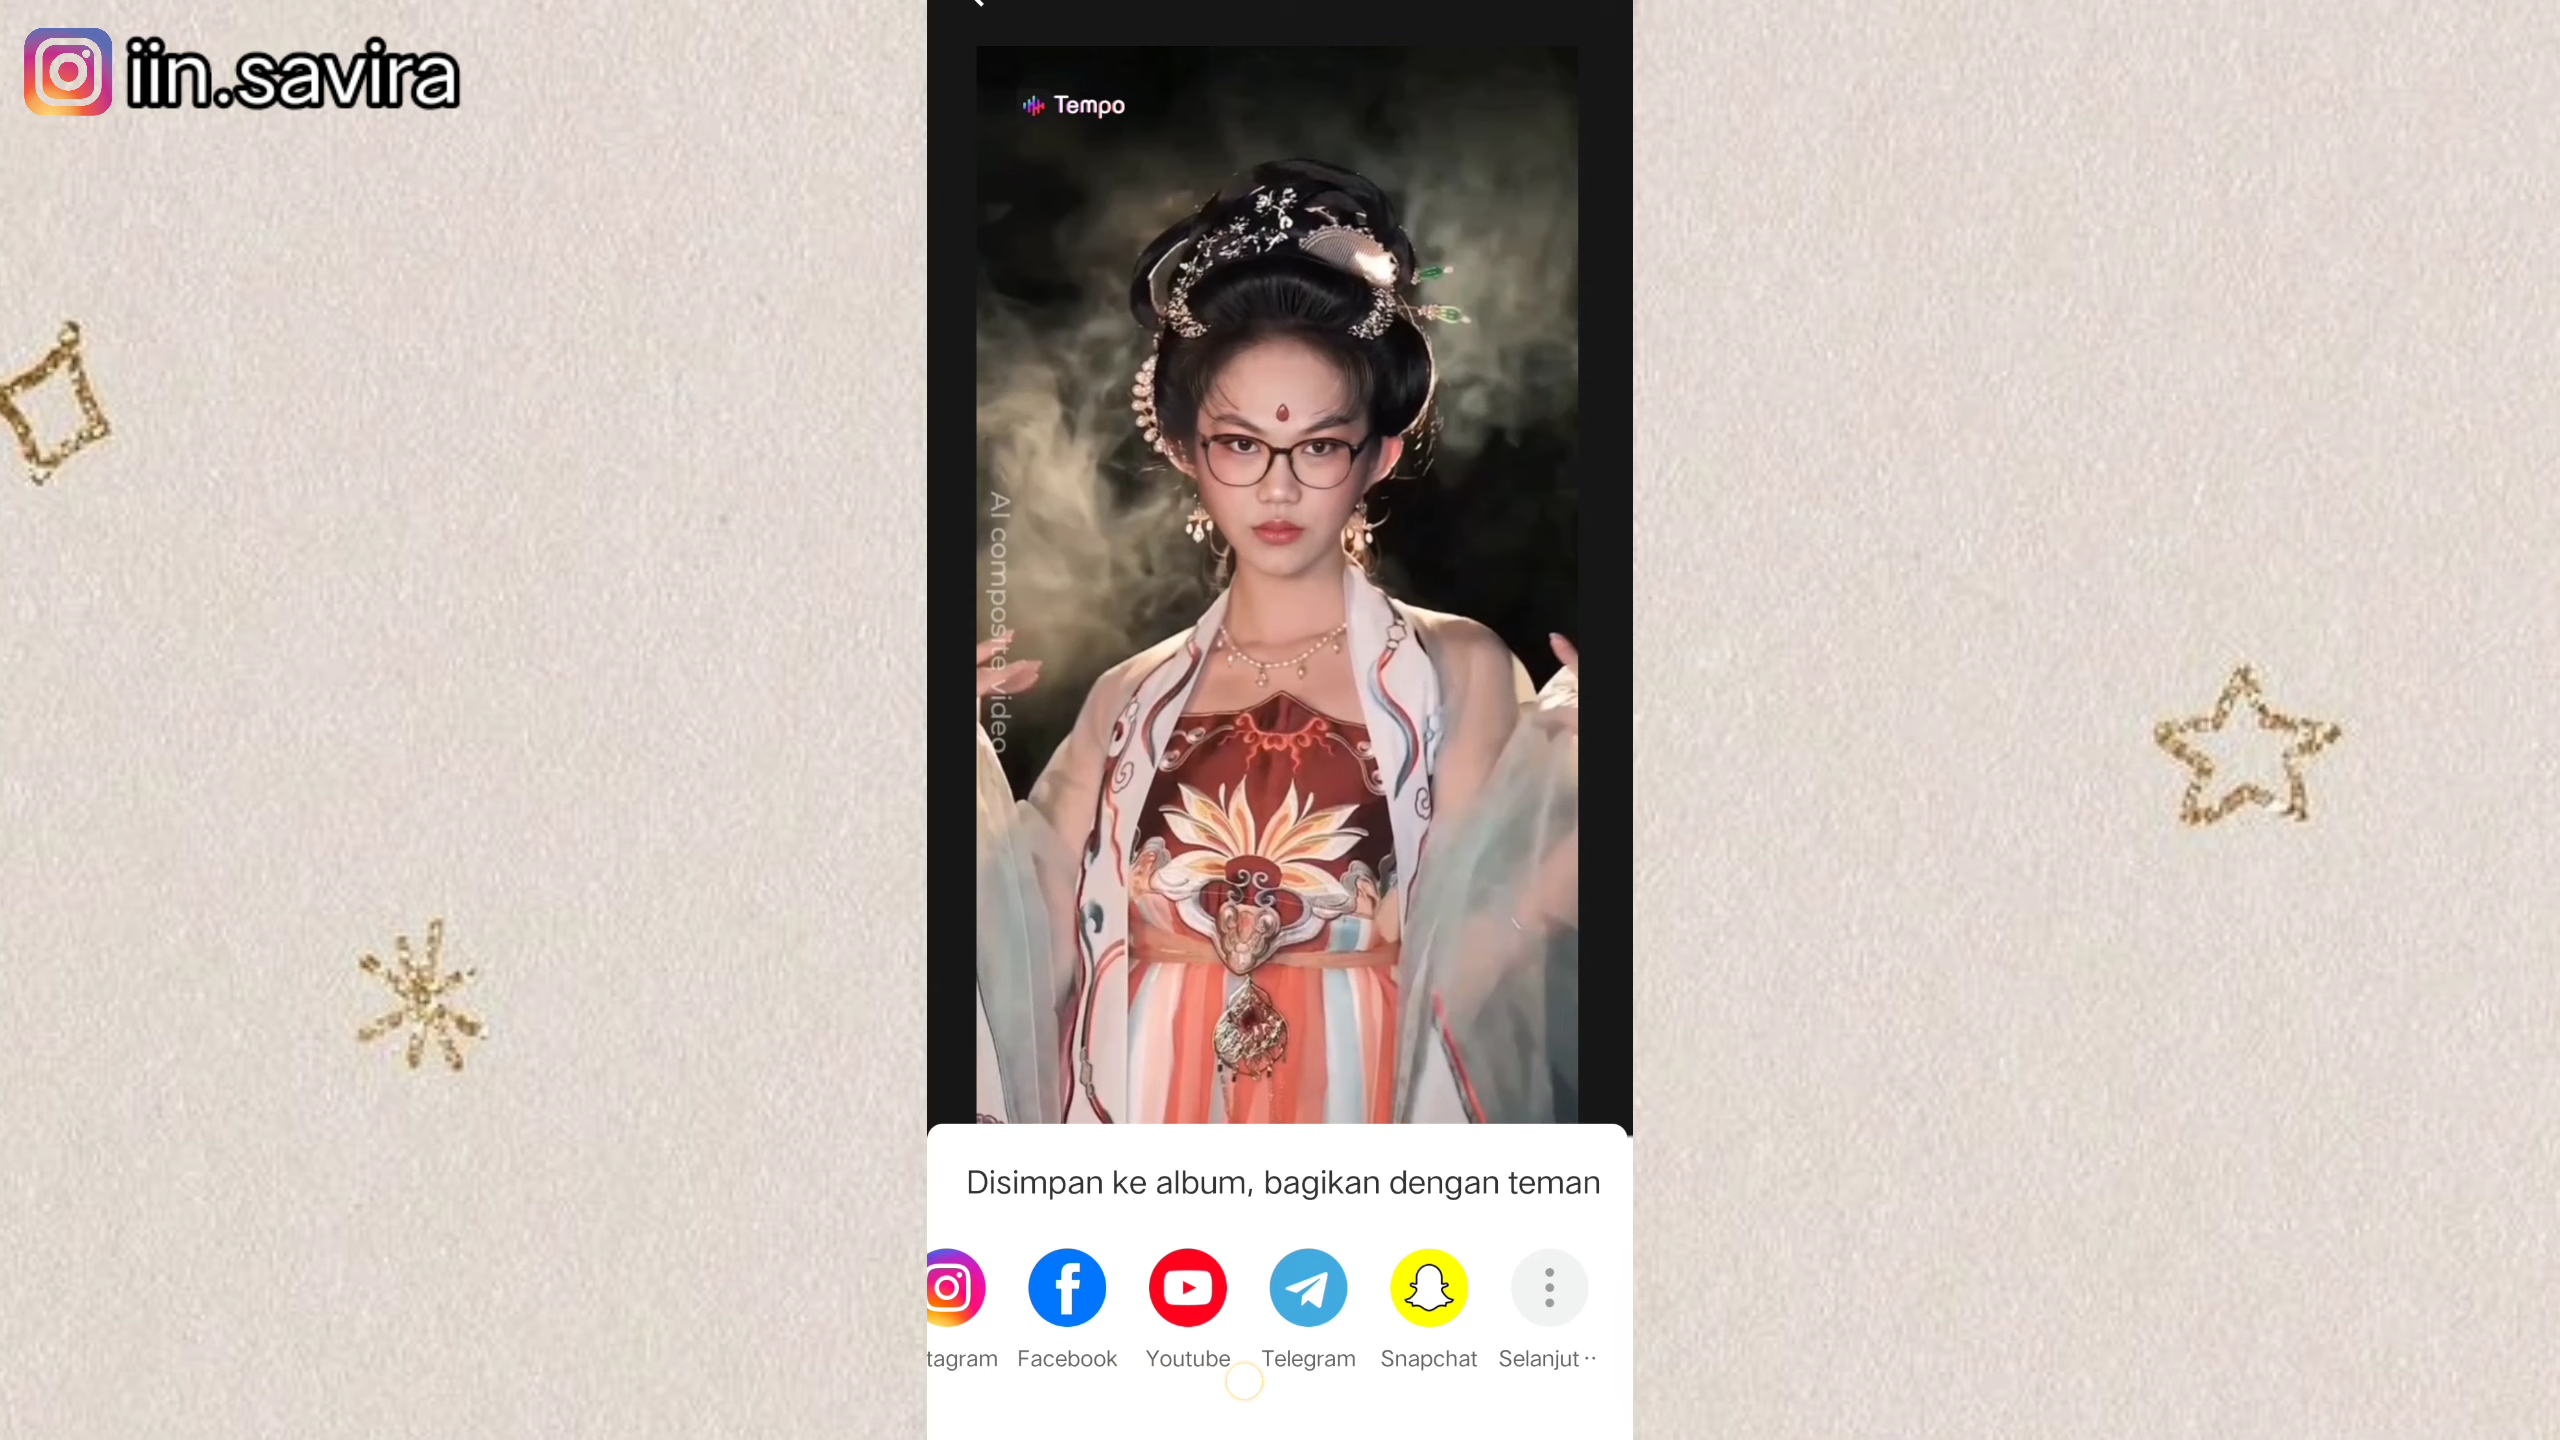 iin.savira
Tempo
AI composite video
Disimpan ke album, bagikan dengan teman
tagram
Facebook
Youtube
Telegram
Snapchat
Selanjut ··